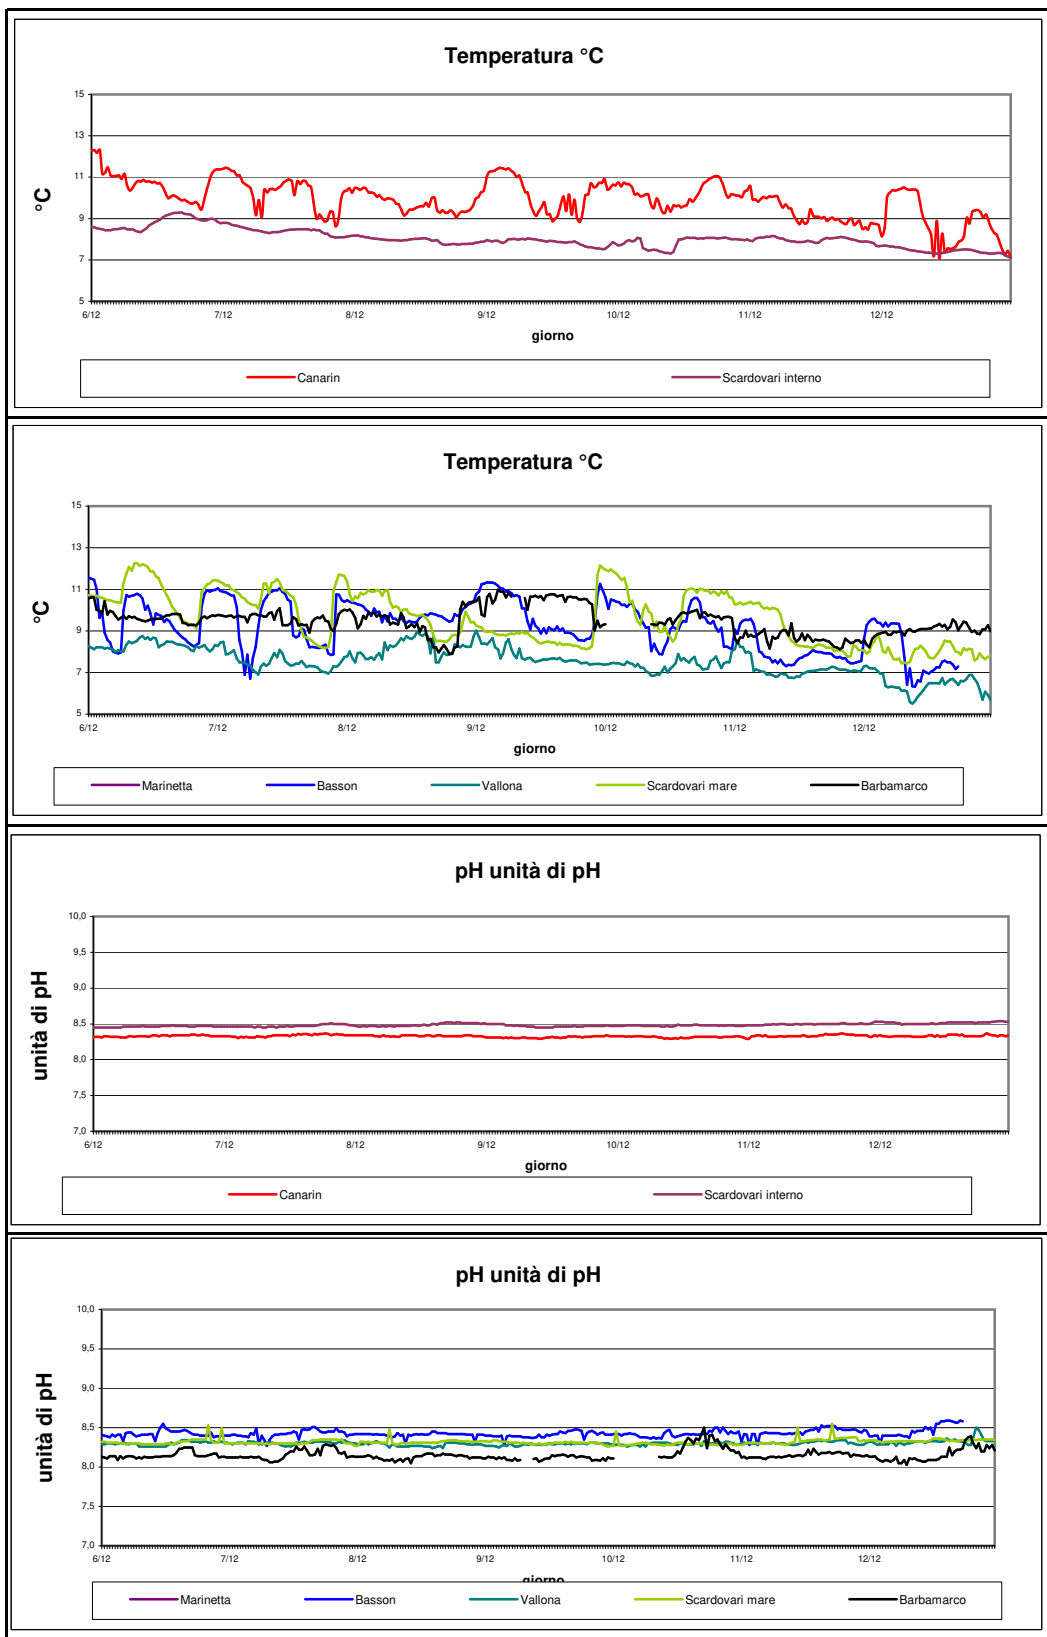 Temperatura °C
15
13
11
9
7
5
°C
6/12 7/12 8/12 9/12 10/12 11/12 12/12
giorno
Canarin Scardovari interno
Temperatura °C
15
13
11
9
7
5
°C
6/12 7/12 8/12 9/12 10/12 11/12 12/12
giorno
Marinetta Basson Vallona Scardovari mare Barbamarco
pH unità di pH
10,0
9,5
9,0
8,5
8,0
7,5
7,0
unità di pH
6/12 7/12 8/12 9/12 10/12 11/12 12/12
giorno
Canarin Scardovari interno
pH unità di pH
10,0
9,5
9,0
8,5
8,0
7,5
7,0
unità di pH
6/12 7/12 8/12 9/12 10/12 11/12 12/12
giorno
Marinetta Basson Vallona Scardovari mare Barbamarco